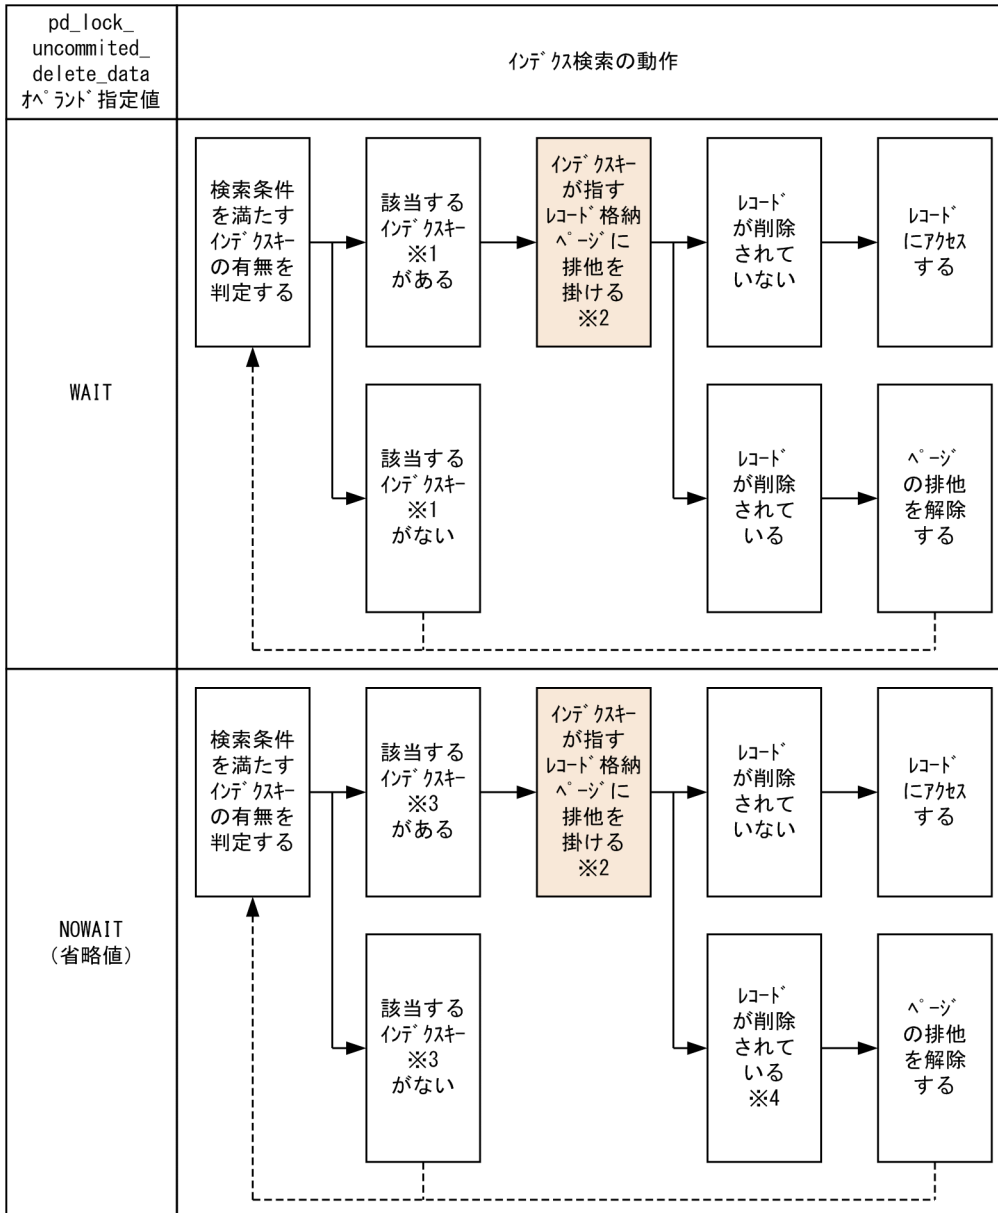 pd_lock_
uncommited_
delete_data
ｵﾍﾟﾗﾝﾄﾞ指定値
ｲﾝﾃﾞｸｽ検索の動作
WAIT
検索条件
を満たす
ｲﾝﾃﾞｸｽｷｰ
の有無を
判定する
該当する
ｲﾝﾃﾞｸｽｷｰ
※1
がある
ｲﾝﾃﾞｸｽｷｰ
が指す
ﾚｺｰﾄﾞ格納
ﾍﾟｰｼﾞに
排他を
掛ける
※2
ﾚｺｰﾄﾞ
が削除
されて
いない
ﾚｺｰﾄﾞ
にｱｸｾｽ
する
該当する
ｲﾝﾃﾞｸｽｷｰ
※1
がない
ﾚｺｰﾄﾞ
が削除
されて
いる
ﾍﾟｰｼﾞ
の排他
を解除
する
NOWAIT
（省略値）
検索条件
を満たす
ｲﾝﾃﾞｸｽｷｰ
の有無を
判定する
該当する
ｲﾝﾃﾞｸｽｷｰ
※3
がある
ｲﾝﾃﾞｸｽｷｰ
が指す
ﾚｺｰﾄﾞ格納
ﾍﾟｰｼﾞに
排他を
掛ける
※2
ﾚｺｰﾄﾞ
が削除
されて
いない
ﾚｺｰﾄﾞ
にｱｸｾｽ
する
該当する
ｲﾝﾃﾞｸｽｷｰ
※3
がない
ﾚｺｰﾄﾞ
が削除
されて
いる
※4
ﾍﾟｰｼﾞ
の排他
を解除
する